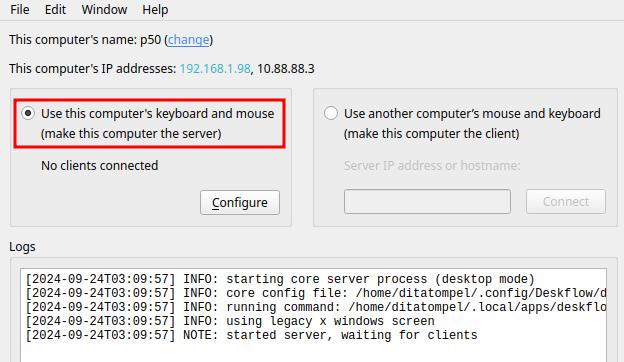 File Edit Window Help
This computer's name: p50 (change)
This computer's IP addresses: 192.168.1.98, 10.88.88.3
Use this computer's keyboard and mouse
(make this computer the server)
No clients connected
Configure
Use another computer's mouse and keyboard
(make this computer the client)
Server IP address or hostname:
Connect
Logs
[2024-09-24T03:09:57] INFO: starting core server process (desktop mode)
[2024-09-24T03:09:57] INFO: core config file: /home/ditatompel/.config/Deskflow/d
[2024-09-24T03:09:57] INFO: running command: /home/ditatompel/.local/apps/deskflo
[2024-09-24T03:09:57] INFO: using legacy x windows screen
[2024-09-24T03:09:57] NOTE: started server, waiting for clients